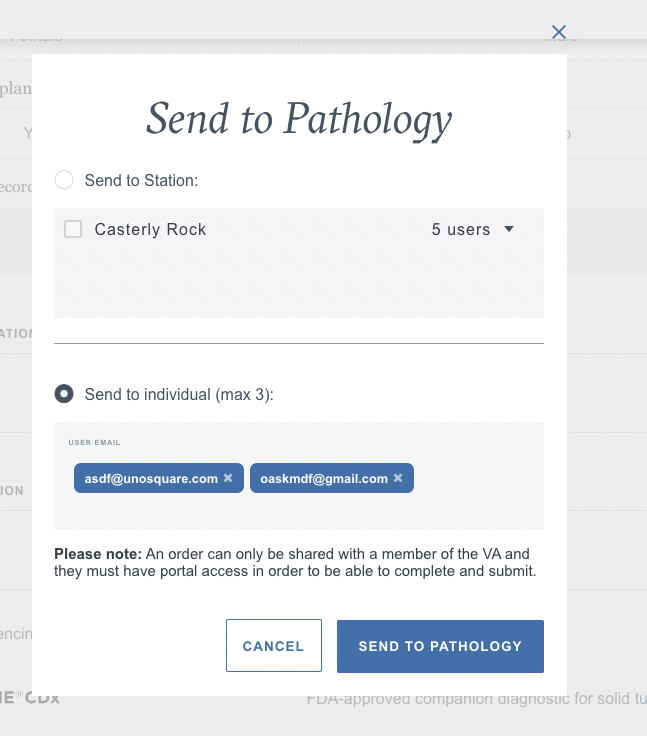 Send to Pathology
Send to Station:
Casterly Rock 5 users
Send to individual (max 3):
USER EMAIL
asdf@unosquare.com oaskmdf@gmail.com
Please note: An order can only be shared with a member of the VA and
they must have portal access in order to be able to complete and submit.
CANCEL SEND TO PATHOLOGY
FDA-approved companion diagnostic for solid tu